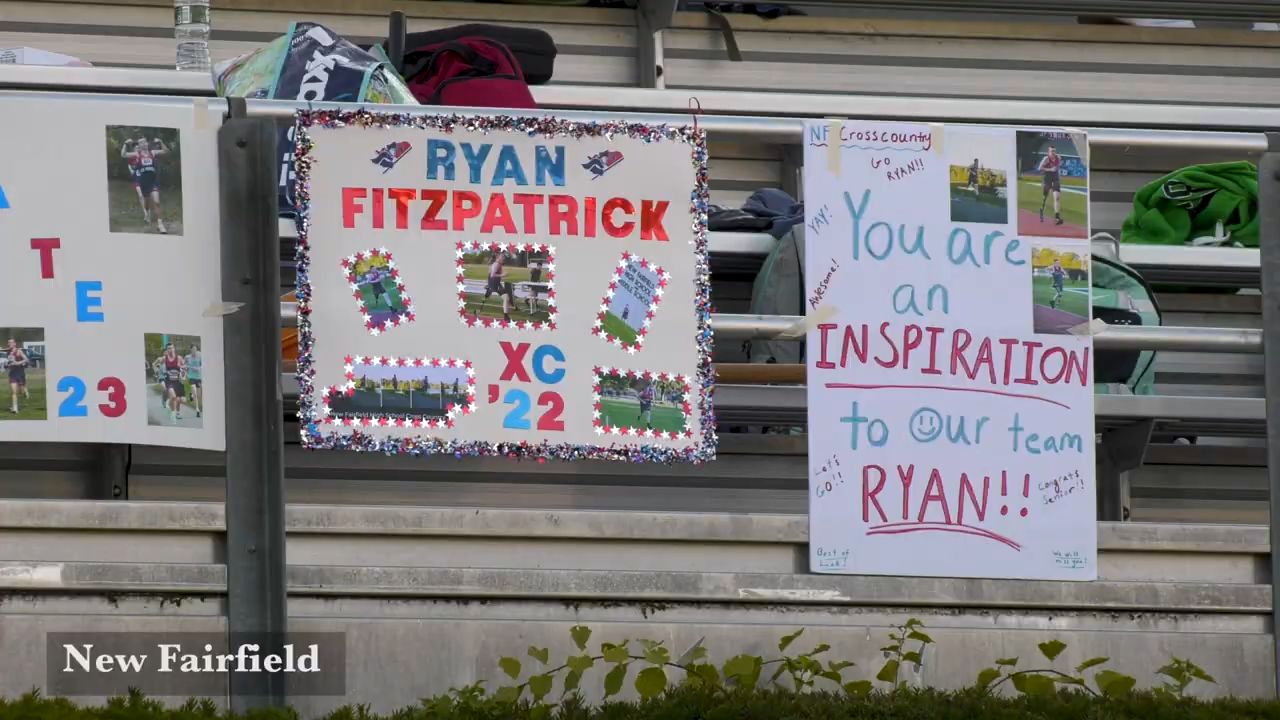 A
T
E
23
RYAN
FITZPATRICK
XC
'22
NF Crosscountry
GO
RYAN!!
YAY!
You are
Awesome!
an
INSPIRATION
to our team
Let's
GO!!
RYAN!!
Congrats
Senior!!
Best of
Luck!
We will
miss you!
New Fairfield